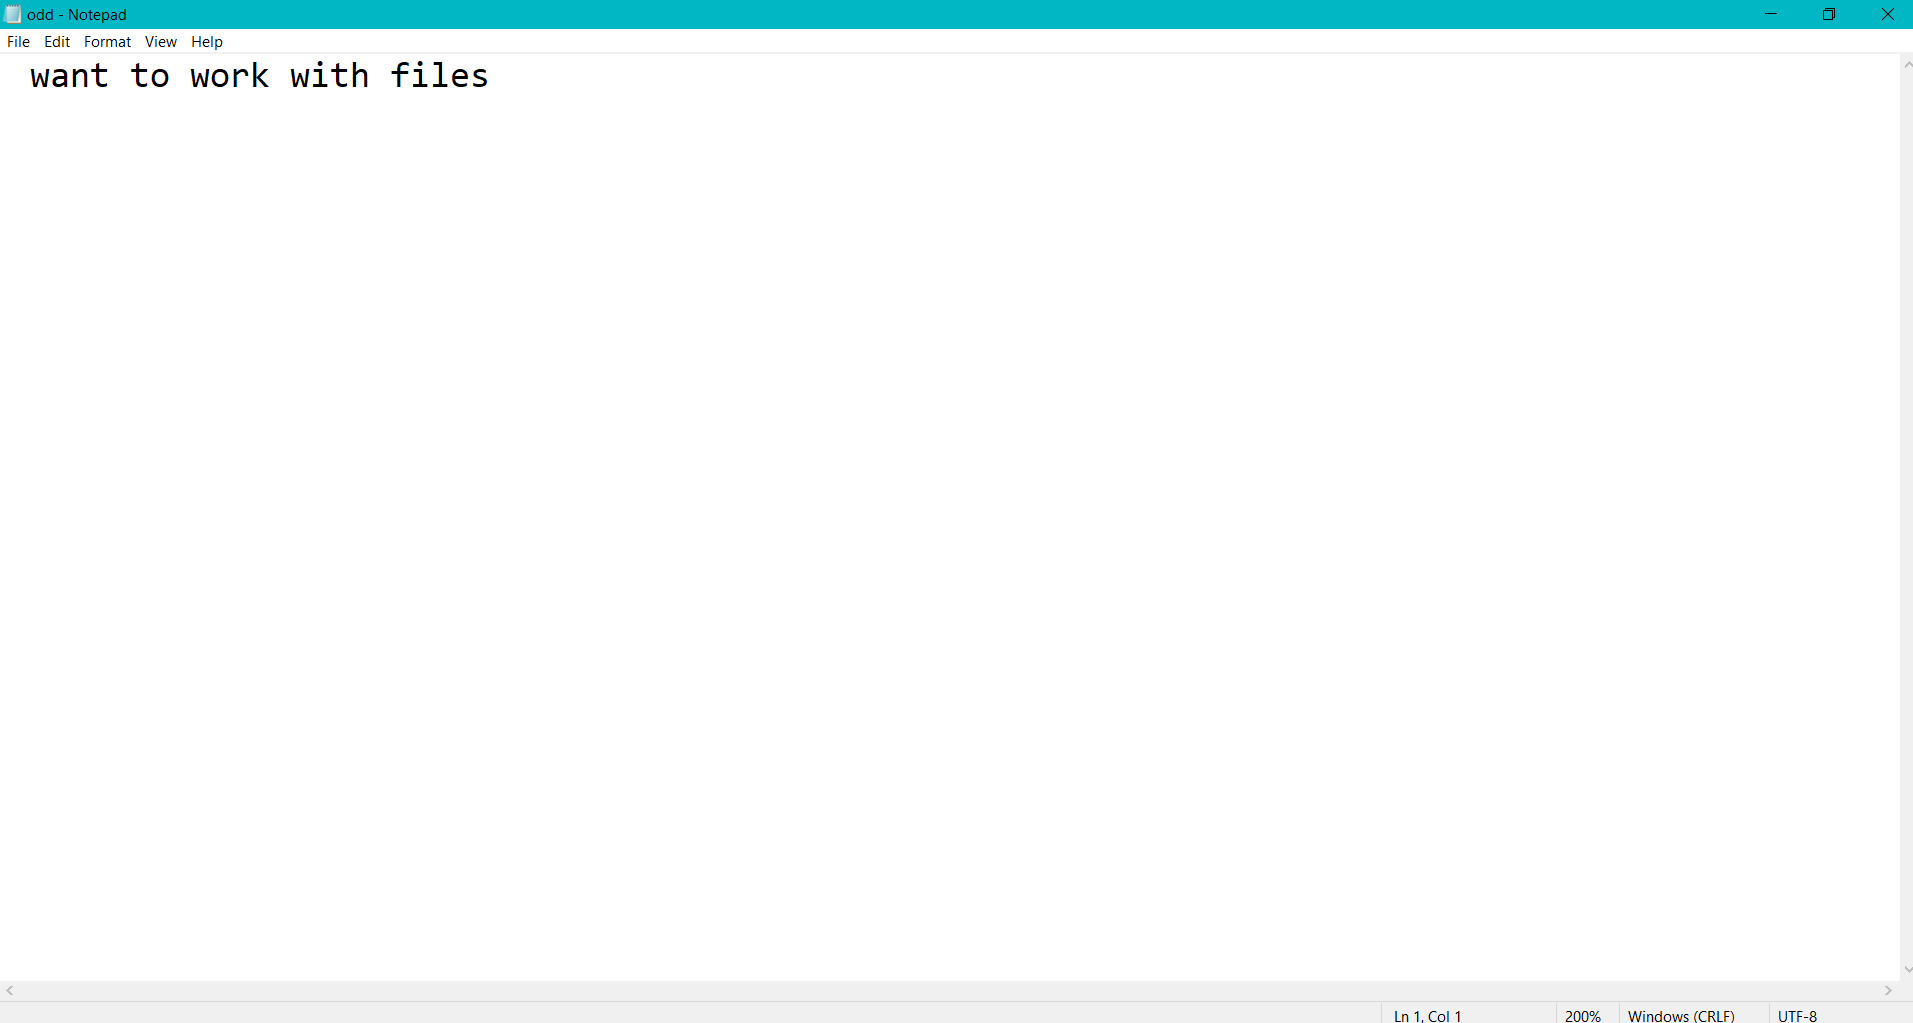 odd - Notepad
File Edit Format View Help
want to work with files
Ln 1, Col 1 200% Windows (CRLF) UTF-8